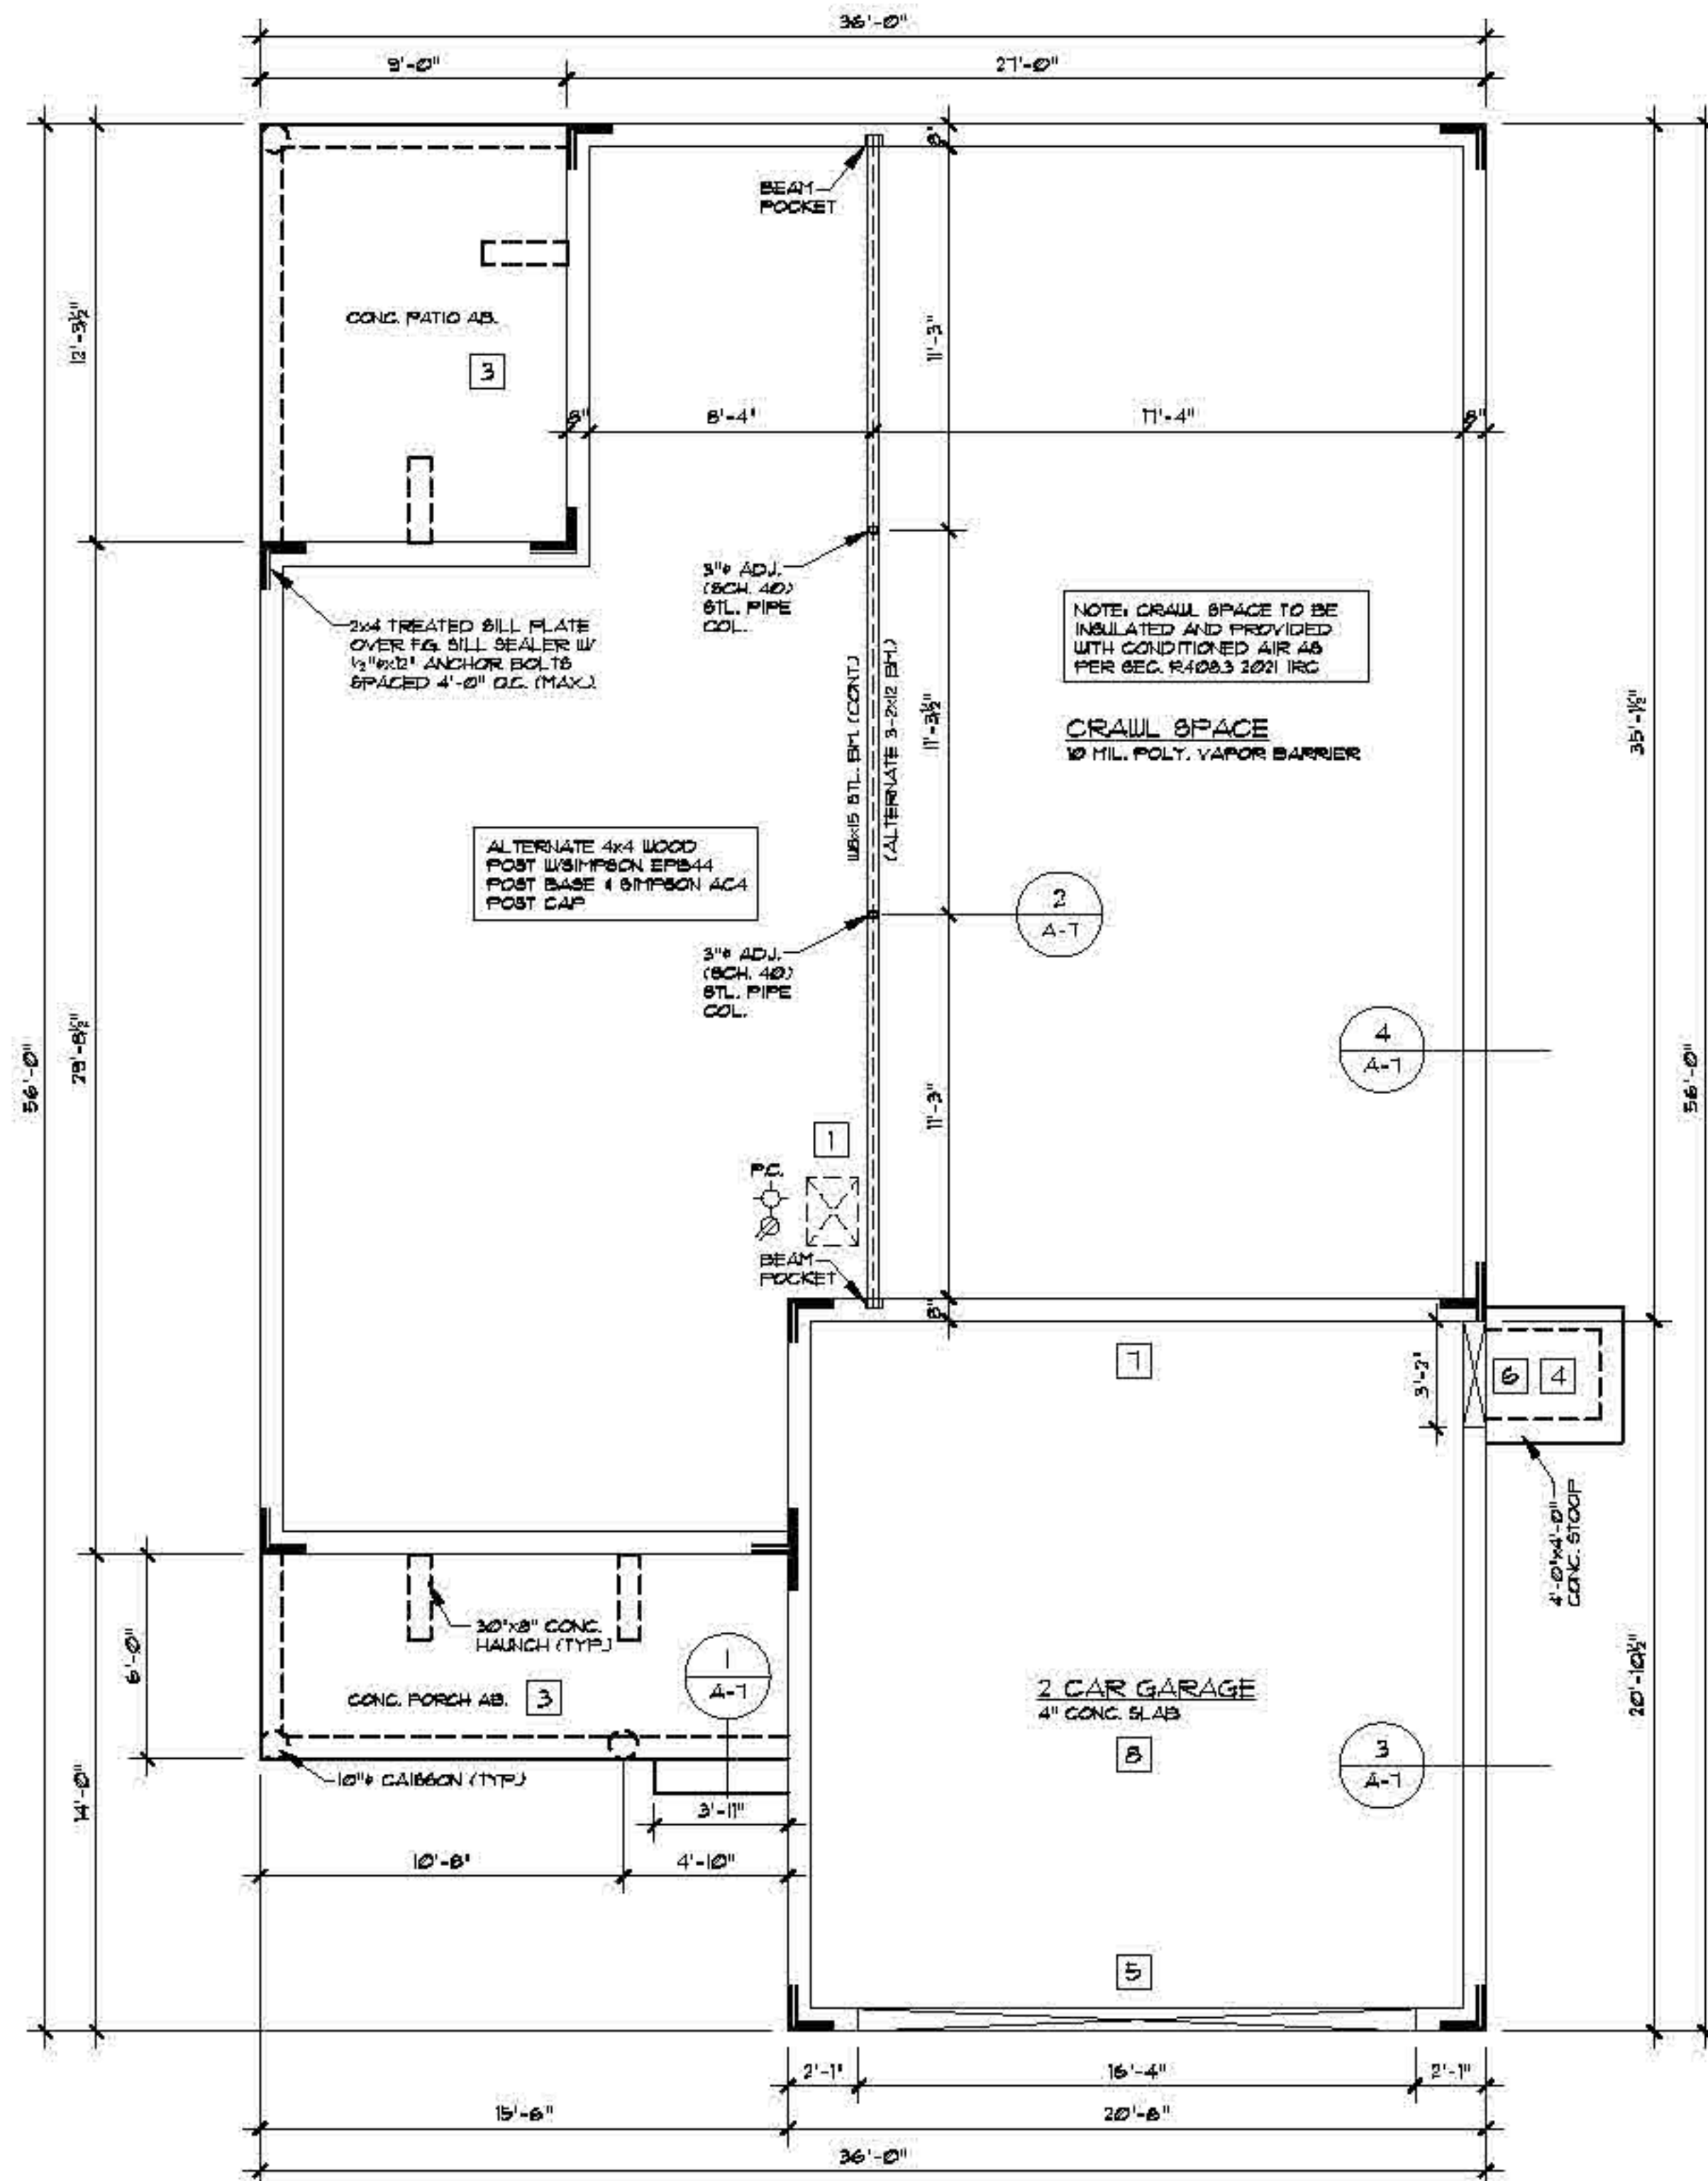 36'-0"
9'-0"
27'-0"
8"
BEAM
POCKET
12'-3½"
CONC. PATIO AB.
3
11'-3"
8"
8'-4"
17'-4"
8"
3"φ ADJ.
(SCH. 40)
STL. PIPE
COL.
2x4 TREATED SILL PLATE
OVER FG. SILL SEALER W/
½"φx12" ANCHOR BOLTS
SPACED 4'-0" O.C. (MAX.)
NOTE: CRAWL SPACE TO BE
INSULATED AND PROVIDED
WITH CONDITIONED AIR AS
PER SEC. R408.3 2021 IRC
W8x15 STL. BM. (CONT.)
(ALTERNATE 3-2x12 BM.)
11'-3½"
CRAWL SPACE
10 MIL. POLY. VAPOR BARRIER
35'-1½"
ALTERNATE 4x4 WOOD
POST W/SIMPSON EPB44
POST BASE & SIMPSON AC4
POST CAP
2
A-7
3"φ ADJ.
(SCH. 40)
STL. PIPE
COL.
4
A-7
56'-0"
29'-8½"
11'-3"
56'-0"
1
P.C.
BEAM
POCKET
8"
7
3'-2"
6
4
4'-0"x4'-0"
CONC. STOOP
6'-0"
30"x8" CONC.
HAUNCH (TYP.)
1
A-7
CONC. PORCH AB.
3
2 CAR GARAGE
4" CONC. SLAB
8
3
A-7
20'-10½"
10"φ CAISSON (TYP.)
14'-0"
3'-11"
10'-8"
4'-10"
5
2'-1"
16'-4"
2'-1"
15'-6"
20'-6"
36'-0"